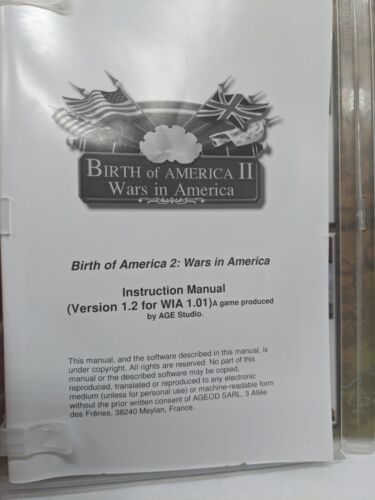 BIRTH of AMERICA II
Wars in America
Birth of America 2: Wars in America
Instruction Manual
(Version 1.2 for WIA 1.01)A game produced
by AGE Studio.
This manual, and the software described in this manual, is
under copyright. All rights are reserved. No part of this
manual or the described software may be copied,
reproduced, translated or reproduced to any electronic
medium (unless for personal use) or machine-readable form
without the prior written consent of AGEOD SARL, 3 Allée
des Frênes, 38240 Meylan, France.